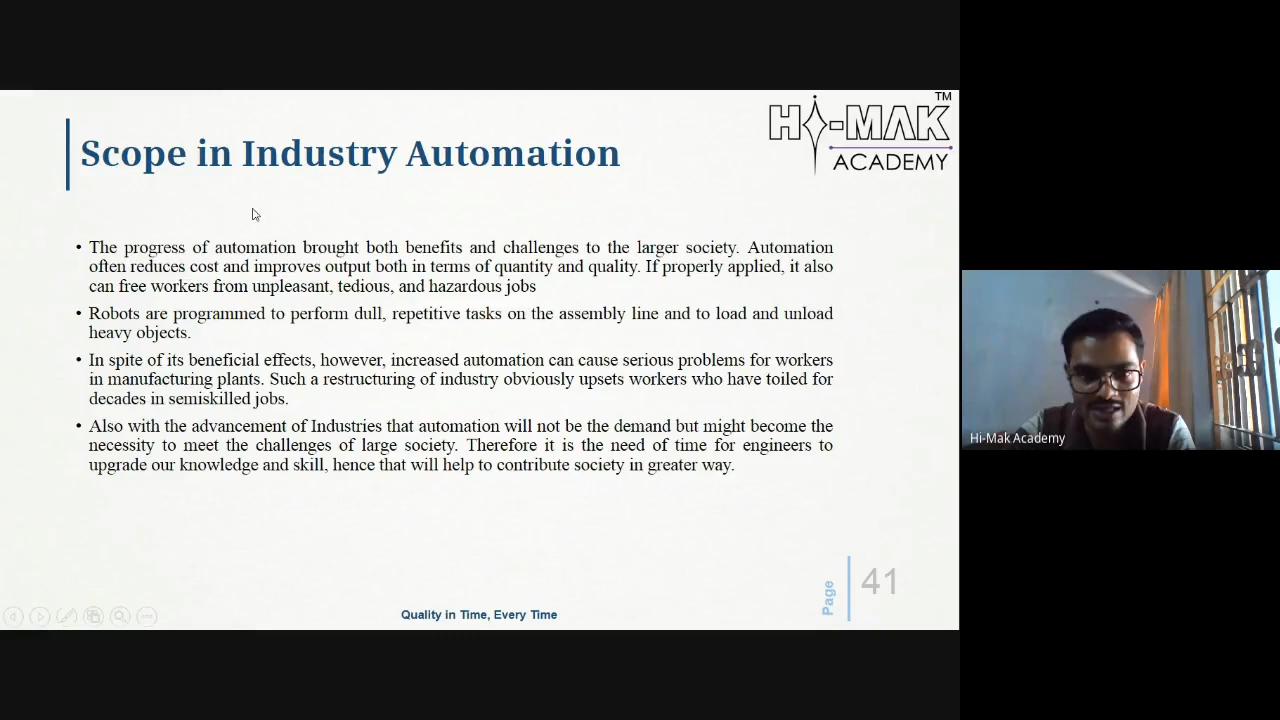 HI-MAK TM
ACADEMY
Scope in Industry Automation
• The progress of automation brought both benefits and challenges to the larger society. Automation
often reduces cost and improves output both in terms of quantity and quality. If properly applied, it also
can free workers from unpleasant, tedious, and hazardous jobs
• Robots are programmed to perform dull, repetitive tasks on the assembly line and to load and unload
heavy objects.
• In spite of its beneficial effects, however, increased automation can cause serious problems for workers
in manufacturing plants. Such a restructuring of industry obviously upsets workers who have toiled for
decades in semiskilled jobs.
• Also with the advancement of Industries that automation will not be the demand but might become the
necessity to meet the challenges of large society. Therefore it is the need of time for engineers to
upgrade our knowledge and skill, hence that will help to contribute society in greater way.
Page 41
Quality in Time, Every Time
Hi-Mak Academy